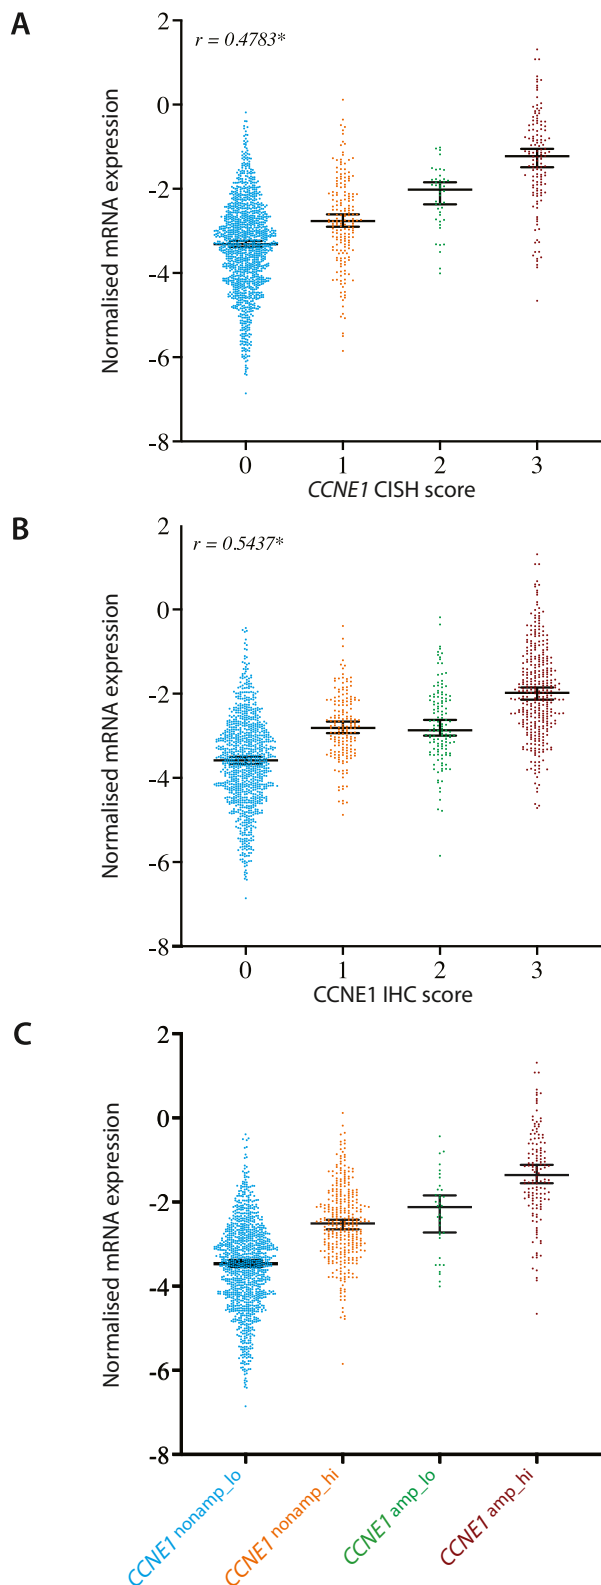 A
r = 0.4783*
Normalised mRNA expression
2
0
−2
−4
−6
−8
0 1 2 3
CCNE1 CISH score
B
r = 0.5437*
Normalised mRNA expression
2
0
−2
−4
−6
−8
0 1 2 3
CCNE1 IHC score
C
Normalised mRNA expression
2
0
−2
−4
−6
−8
CCNE1 nonamp_lo
CCNE1 nonamp_hi
CCNE1 amp_lo
CCNE1 amp_hi